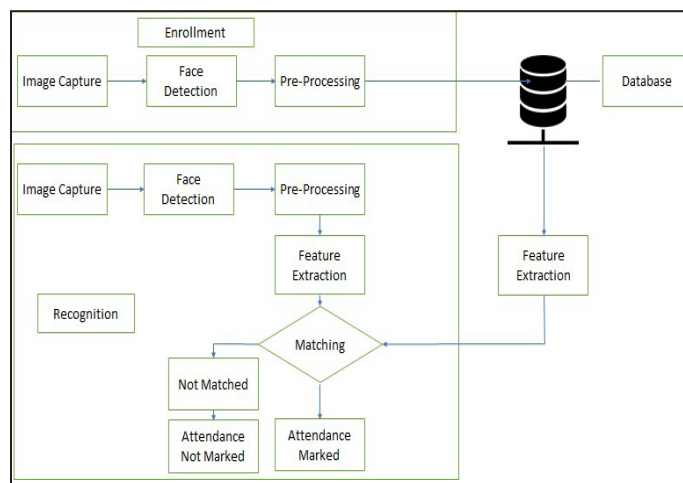 Enrollment
Image Capture
Face
Detection
Pre-Processing
Database
Image Capture
Face
Detection
Pre-Processing
Feature
Extraction
Feature
Extraction
Recognition
Matching
Not Matched
Attendance
Not Marked
Attendance
Marked